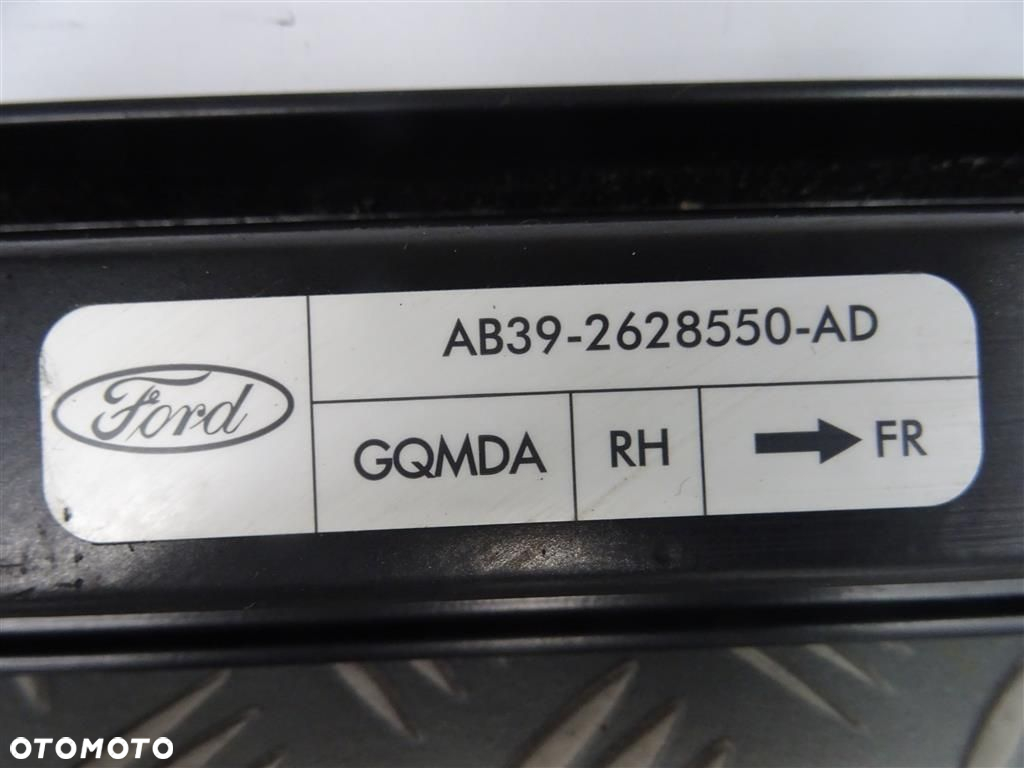 AB39-2628550-AD
Ford
GQMDA RH FR
OTOMOTO